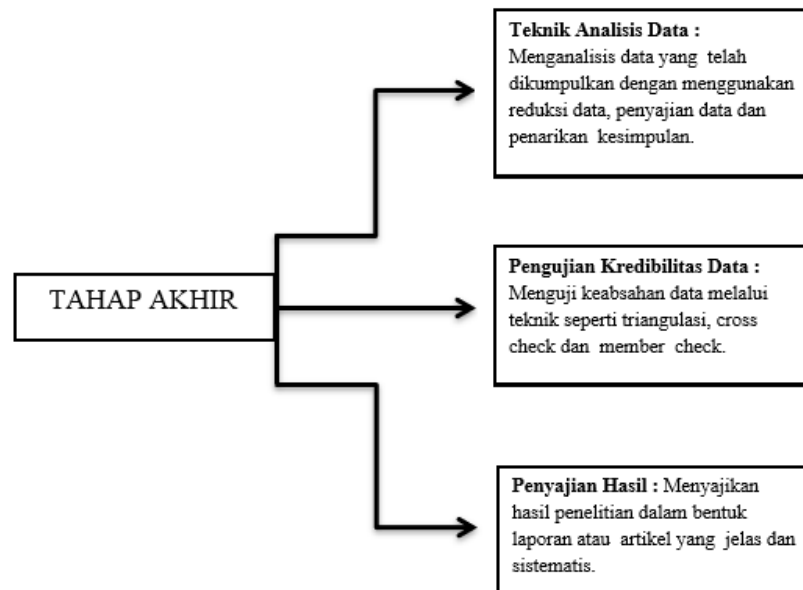 TAHAP AKHIR
Teknik Analisis Data :
Menganalisis data yang telah
dikumpulkan dengan menggunakan
reduksi data, penyajian data dan
penarikan kesimpulan.
Pengujian Kredibilitas Data :
Menguji keabsahan data melalui
teknik seperti triangulasi, cross
check dan member check.
Penyajian Hasil : Menyajikan
hasil penelitian dalam bentuk
laporan atau artikel yang jelas dan
sistematis.